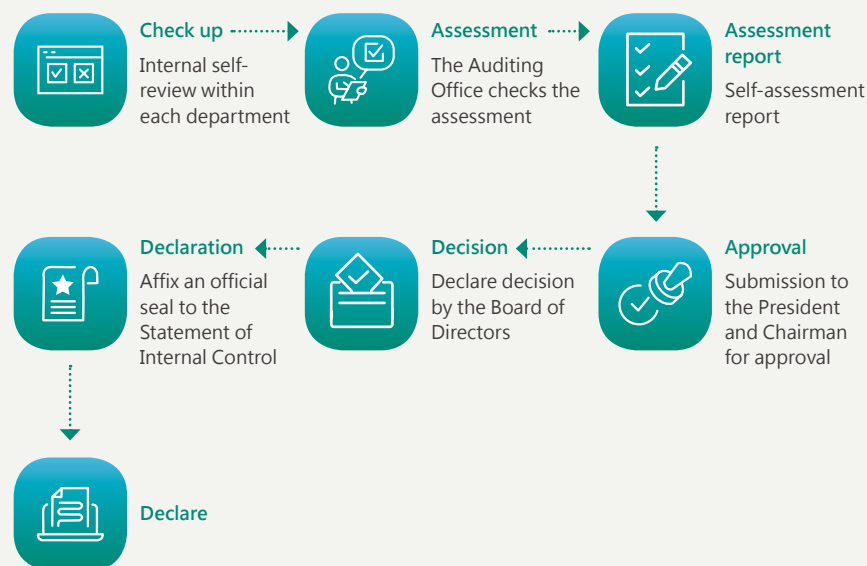 Check up
Internal self-
review within
each department
Assessment
The Auditing
Office checks the
assessment
Assessment
report
Self-assessment
report
Approval
Submission to
the President
and Chairman
for approval
Decision
Declare decision
by the Board of
Directors
Declaration
Affix an official
seal to the
Statement of
Internal Control
Declare